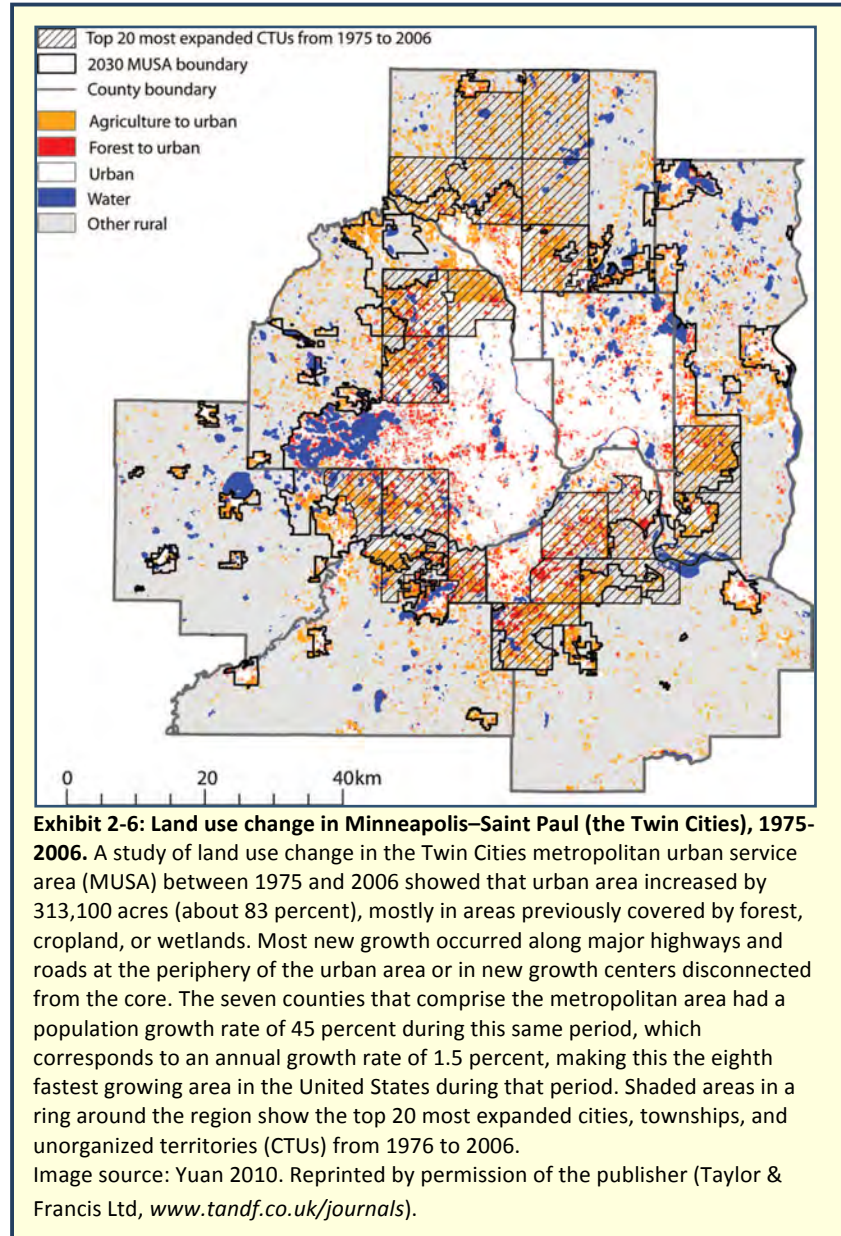 Top 20 most expanded CTUs from 1975 to 2006
2030 MUSA boundary
County boundary
Agriculture to urban
Forest to urban
Urban
Water
Other rural
0 20 40km
Exhibit 2-6: Land use change in Minneapolis–Saint Paul (the Twin Cities), 1975-
2006. A study of land use change in the Twin Cities metropolitan urban service
area (MUSA) between 1975 and 2006 showed that urban area increased by
313,100 acres (about 83 percent), mostly in areas previously covered by forest,
cropland, or wetlands. Most new growth occurred along major highways and
roads at the periphery of the urban area or in new growth centers disconnected
from the core. The seven counties that comprise the metropolitan area had a
population growth rate of 45 percent during this same period, which
corresponds to an annual growth rate of 1.5 percent, making this the eighth
fastest growing area in the United States during that period. Shaded areas in a
ring around the region show the top 20 most expanded cities, townships, and
unorganized territories (CTUs) from 1976 to 2006.
Image source: Yuan 2010. Reprinted by permission of the publisher (Taylor &
Francis Ltd, www.tandf.co.uk/journals).